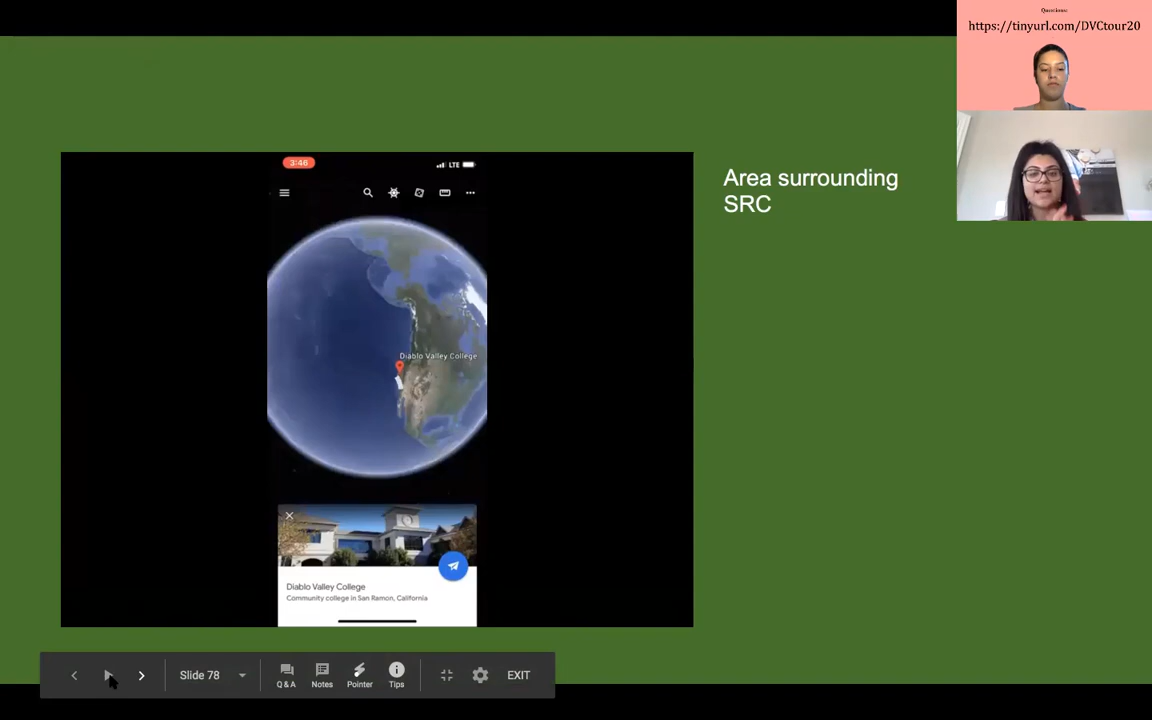 Questions:
https://tinyurl.com/DVCtour20
3:46
LTE
Area surrounding
SRC
Diablo Valley College
Diablo Valley College
Community college in San Ramon, California
Slide 78
Q & A
Notes
Pointer
Tips
EXIT